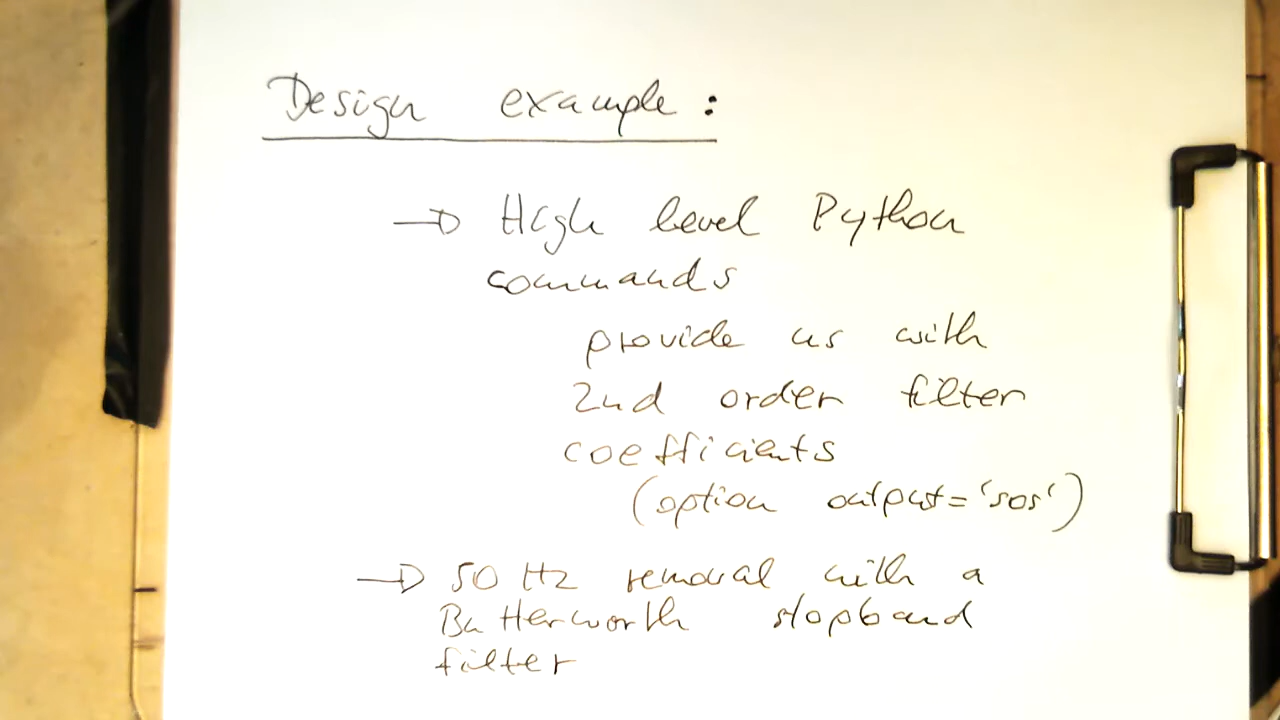 Design example:
→ High level Python
commands
provide us with
2nd order filter
coefficients
(option output='sos')
→ 50 Hz removal with a
Butterworth stopband
filter